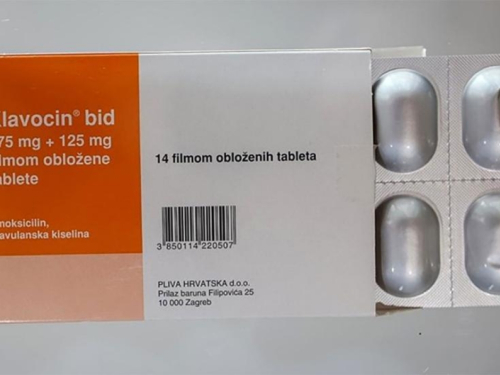 lavocin® bid
75 mg + 125 mg
ilmom obložene
ablete
moksicilin,
avulanska kiselina
14 filmom obloženih tableta
3 850114 220507
PLIVA HRVATSKA d.o.o.
Prilaz baruna Filipovića 25
10 000 Zagreb